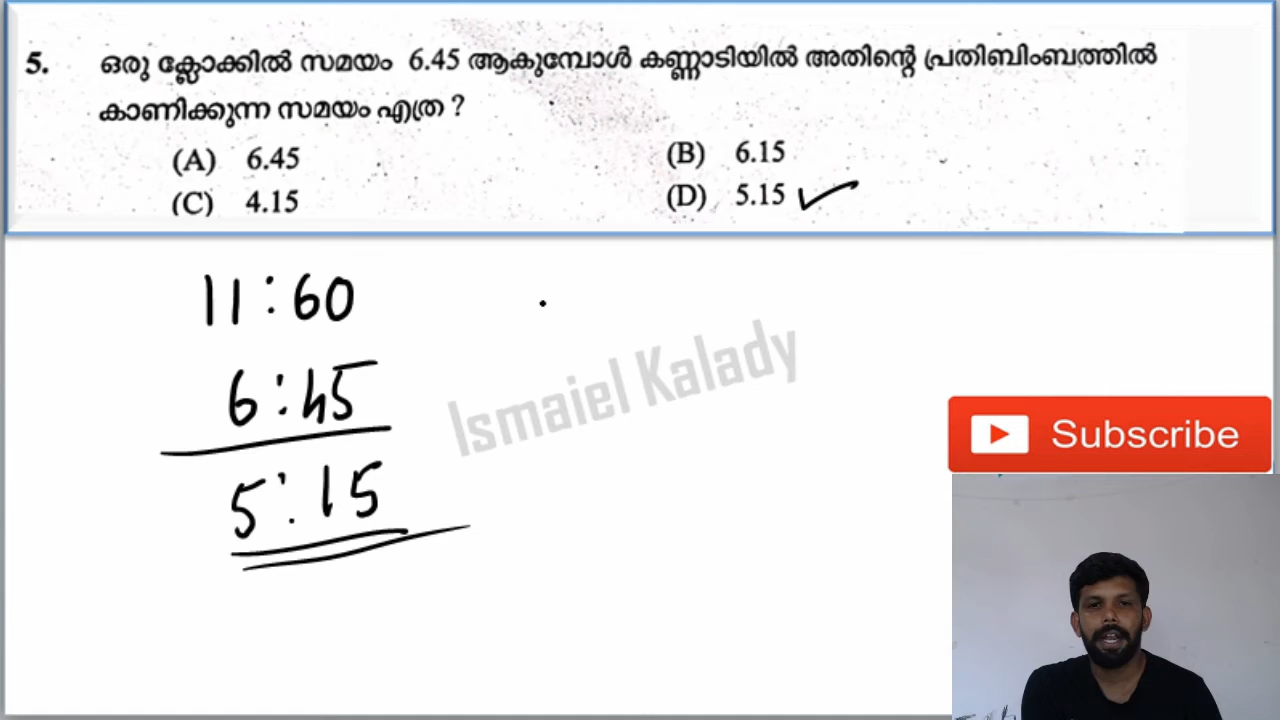 5. ഒരു ക്ലോക്കിൽ സമയം 6.45 ആകുമ്പോൾ കണ്ണാടിയിൽ അതിന്റെ പ്രതിബിംബത്തിൽ
കാണിക്കുന്ന സമയം എത്ര ?
(A) 6.45 (B) 6.15
(C) 4.15 (D) 5.15
11:60
6:45
5:15
Ismaiel Kalady
Subscribe